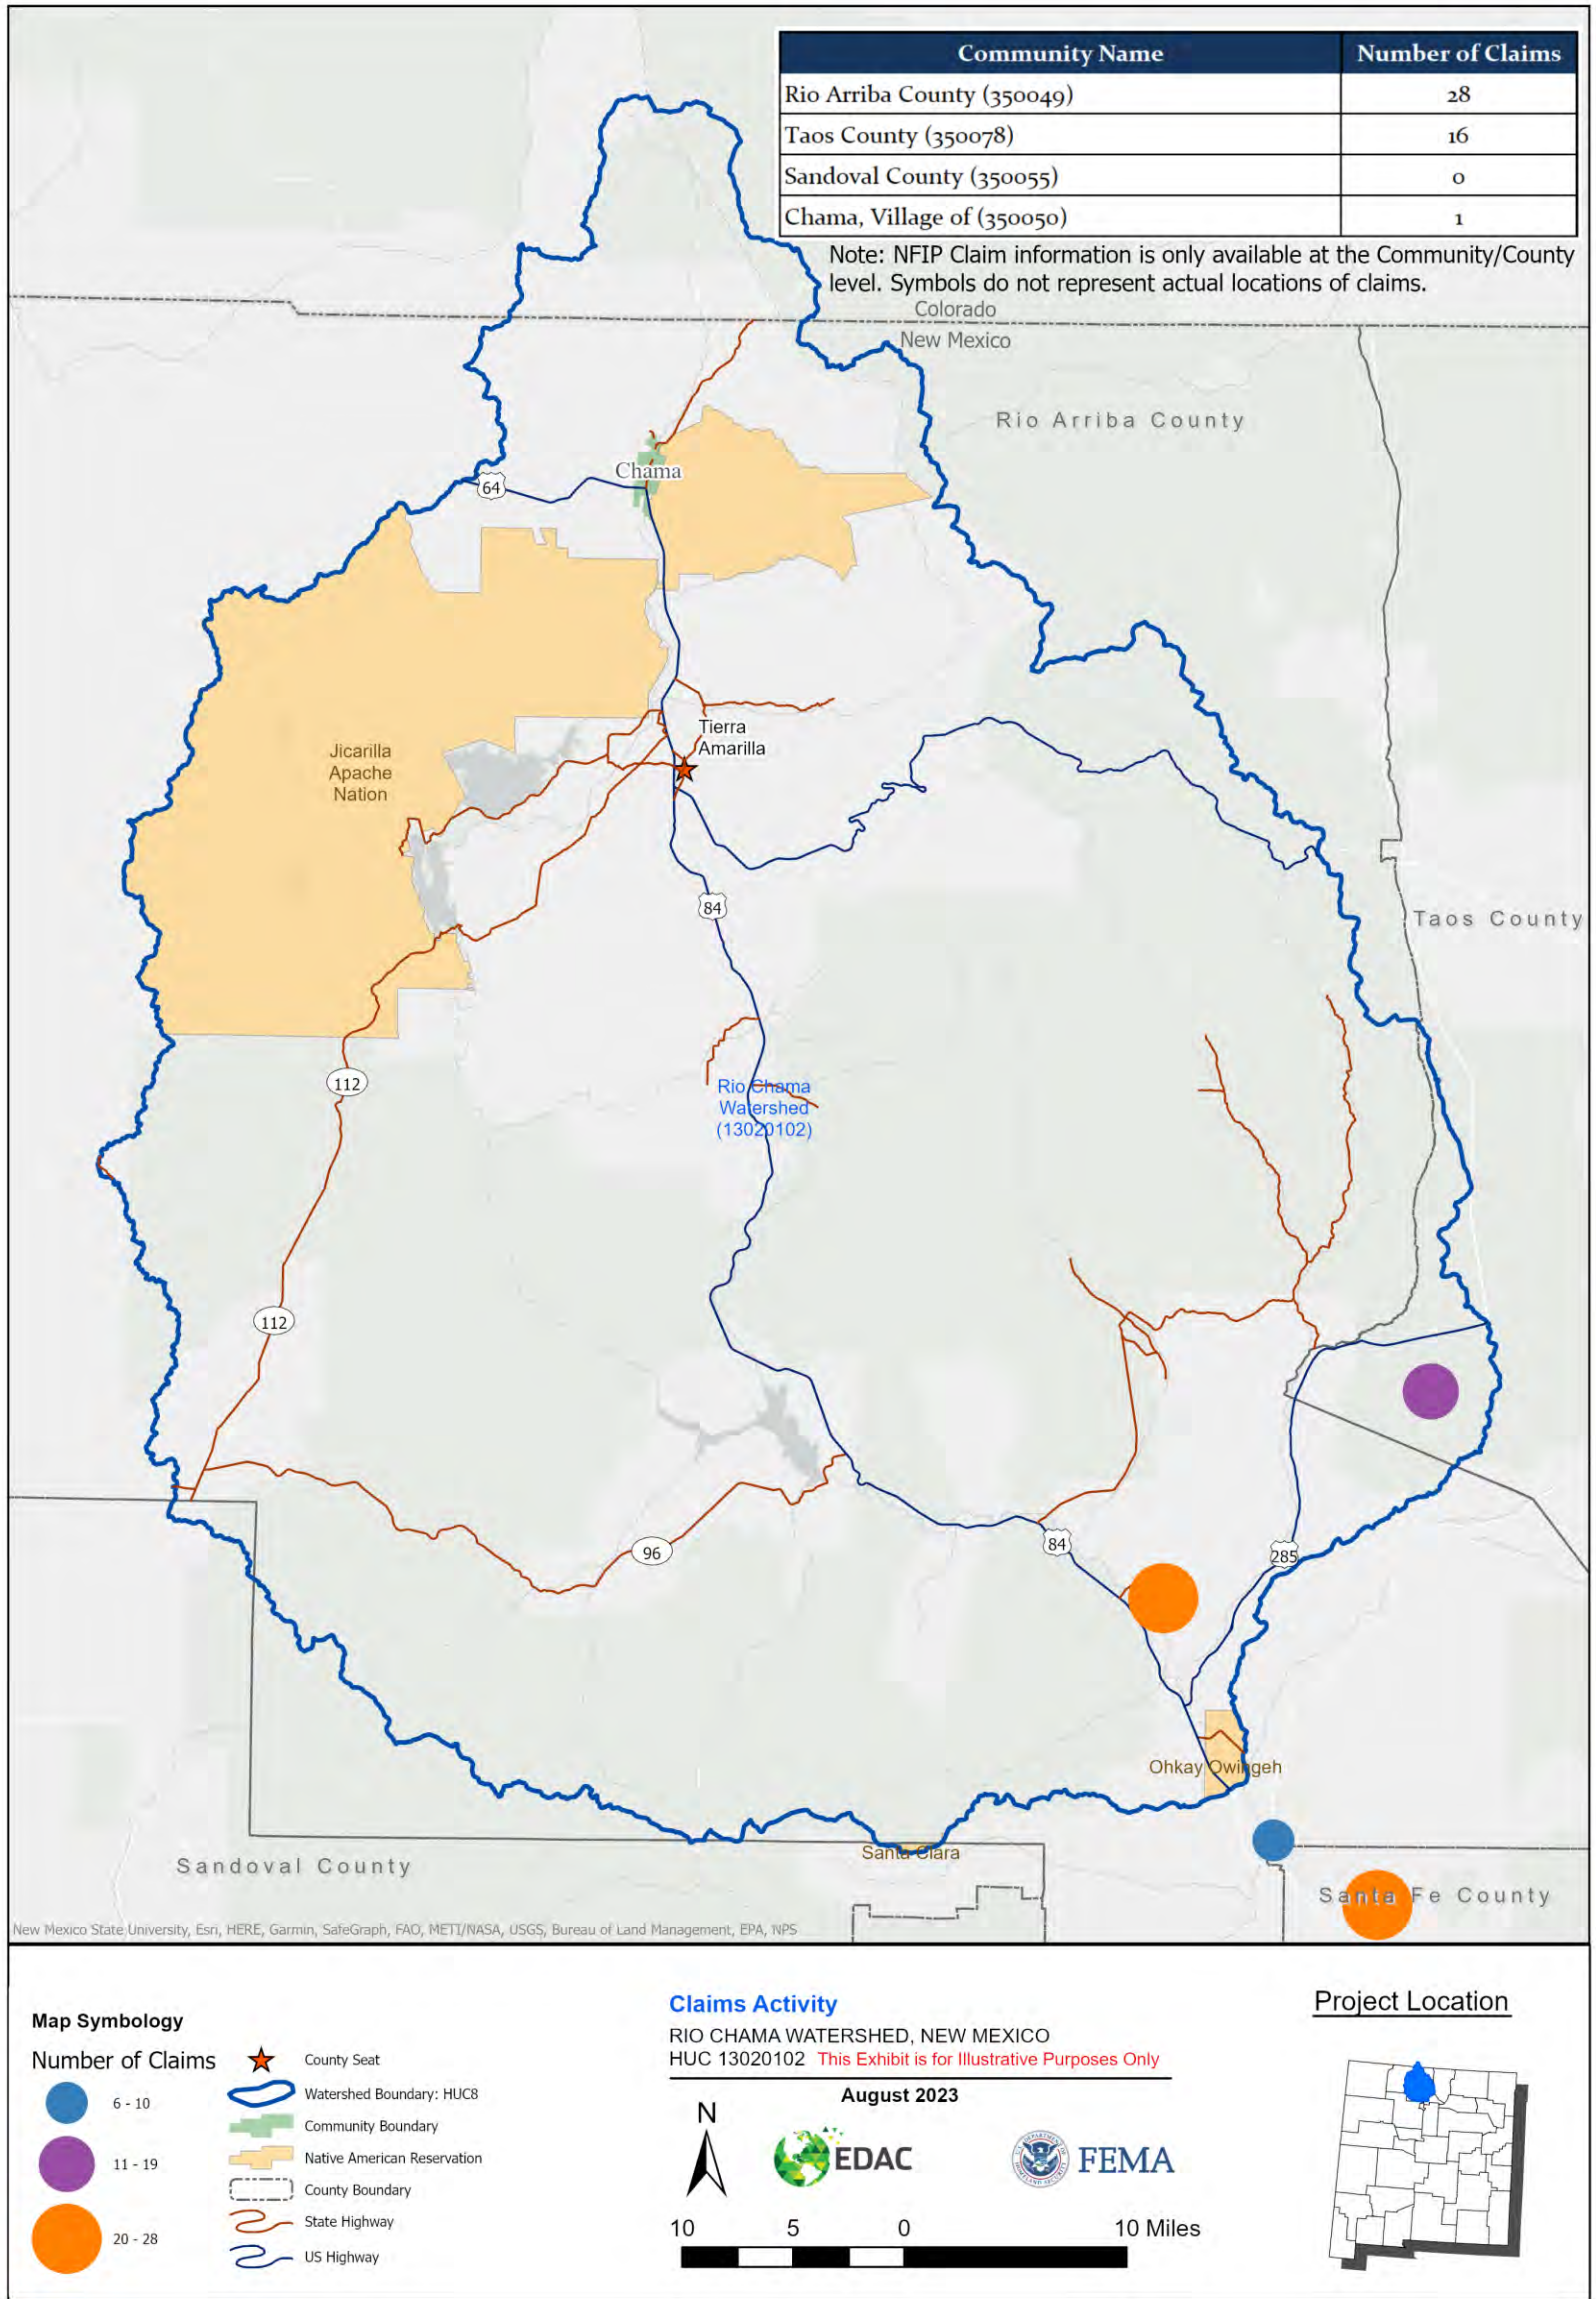 Community Name Number of Claims
Rio Arriba County (350049) 28
Taos County (350078) 16
Sandoval County (350055) 0
Chama, Village of (350050) 1
Note: NFIP Claim information is only available at the Community/County
level. Symbols do not represent actual locations of claims.
Colorado
New Mexico
Rio Arriba County
Chama
64
Tierra
Amarilla
Jicarilla
Apache
Nation
84
Taos County
112
Rio Chama
Watershed
(13020102)
112
96
84
285
Ohkay Owingeh
Santa Clara
Sandoval County
Santa Fe County
New Mexico State University, Esri, HERE, Garmin, SafeGraph, FAO, METI/NASA, USGS, Bureau of Land Management, EPA, NPS
Map Symbology
Number of Claims
6 - 10
11 - 19
20 - 28
County Seat
Watershed Boundary: HUC8
Community Boundary
Native American Reservation
County Boundary
State Highway
US Highway
Claims Activity
RIO CHAMA WATERSHED, NEW MEXICO
HUC 13020102 This Exhibit is for Illustrative Purposes Only
August 2023
N
EDAC
FEMA
10 5 0 10 Miles
Project Location